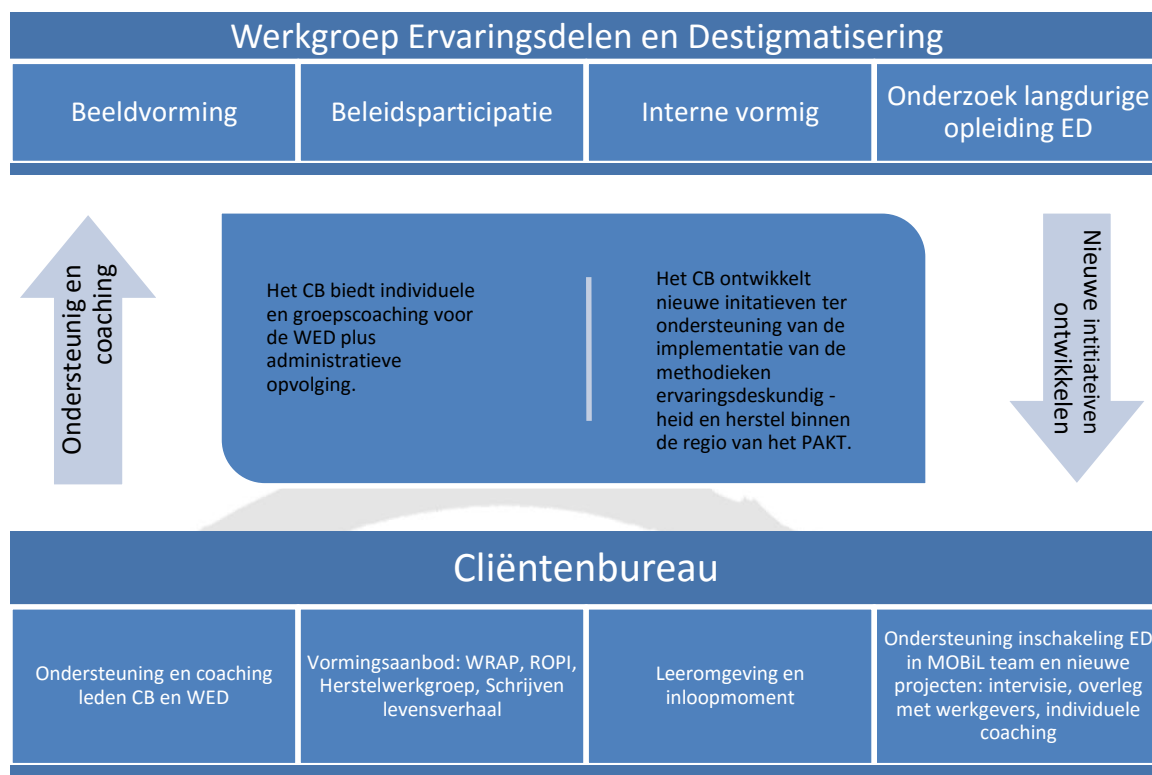 Werkgroep Ervaringsdelen en Destigmatisering
Beeldvorming
Beleidsparticipatie
Interne vormig
Onderzoek langdurige
opleiding ED
Ondersteunig en
coaching
Het CB biedt individuele
en groepscoaching voor
de WED plus
administratieve
opvolging.
Het CB ontwikkelt
nieuwe initatieven ter
ondersteuning van de
implementatie van de
methodieken
ervaringsdeskundig -
heid en herstel binnen
de regio van het PAKT.
Nieuwe intitiateiven
ontwikkelen
Cliëntenbureau
Ondersteuning en coaching
leden CB en WED
Vormingsaanbod: WRAP, ROPI,
Herstelwerkgroep, Schrijven
levensverhaal
Leeromgeving en
inloopmoment
Ondersteuning inschakeling ED
in MOBiL team en nieuwe
projecten: intervisie, overleg
met werkgevers, individuele
coaching